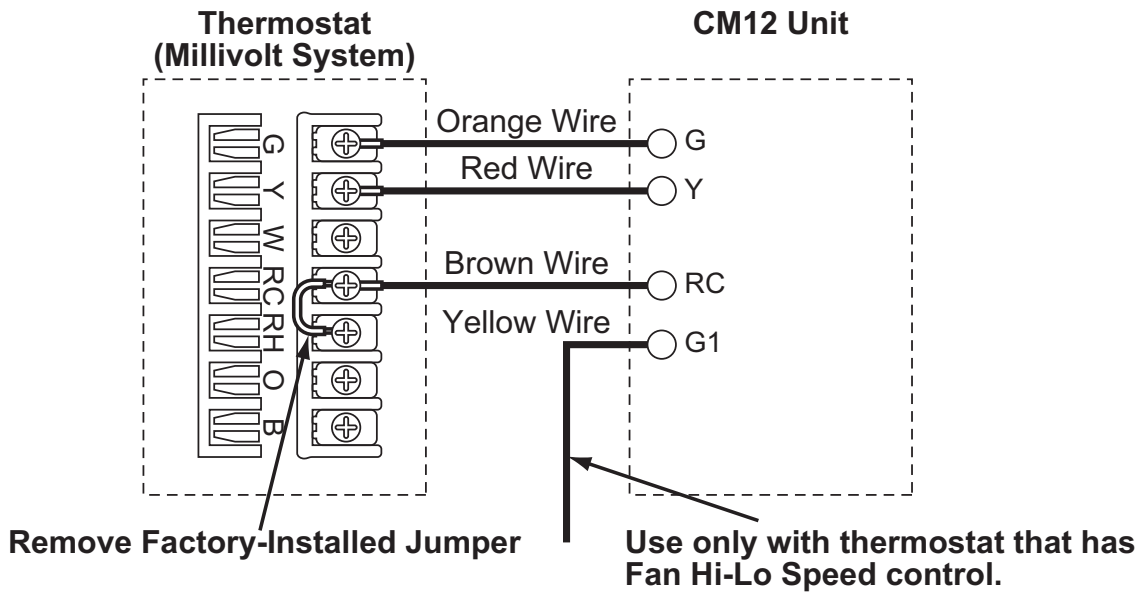 Thermostat
(Millivolt System)
CM12 Unit
Orange Wire
Red Wire
Brown Wire
Yellow Wire
G
Y
W
RC
RH
O
B
G
Y
RC
G1
Remove Factory-Installed Jumper
Use only with thermostat that has
Fan Hi-Lo Speed control.